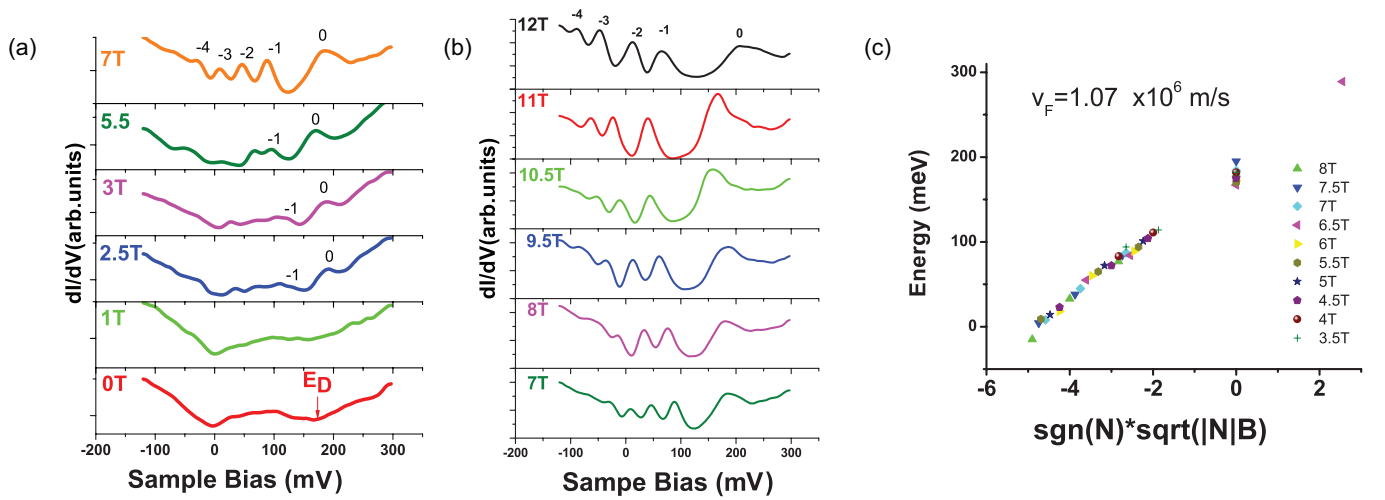 (a)
0
-4
-3
-2
-1
7T
5.5
0
-1
3T
0
-1
2.5T
0
-1
1T
0T
ED
dI/dV(arb.units)
-200 -100 0 100 200 300
Sample Bias (mV)
(b)
12T
-4
-3
-2
-1
0
11T
10.5T
9.5T
8T
7T
dI/dV(arb.units)
-200 -100 0 100 200 300
Sampe Bias (mV)
(c)
vF=1.07 x10⁶ m/s
300
200
100
0
Energy (meV)
8T
7.5T
7T
6.5T
6T
5.5T
5T
4.5T
4T
3.5T
-6 -4 -2 0 2
sgn(N)*sqrt(|N|B)